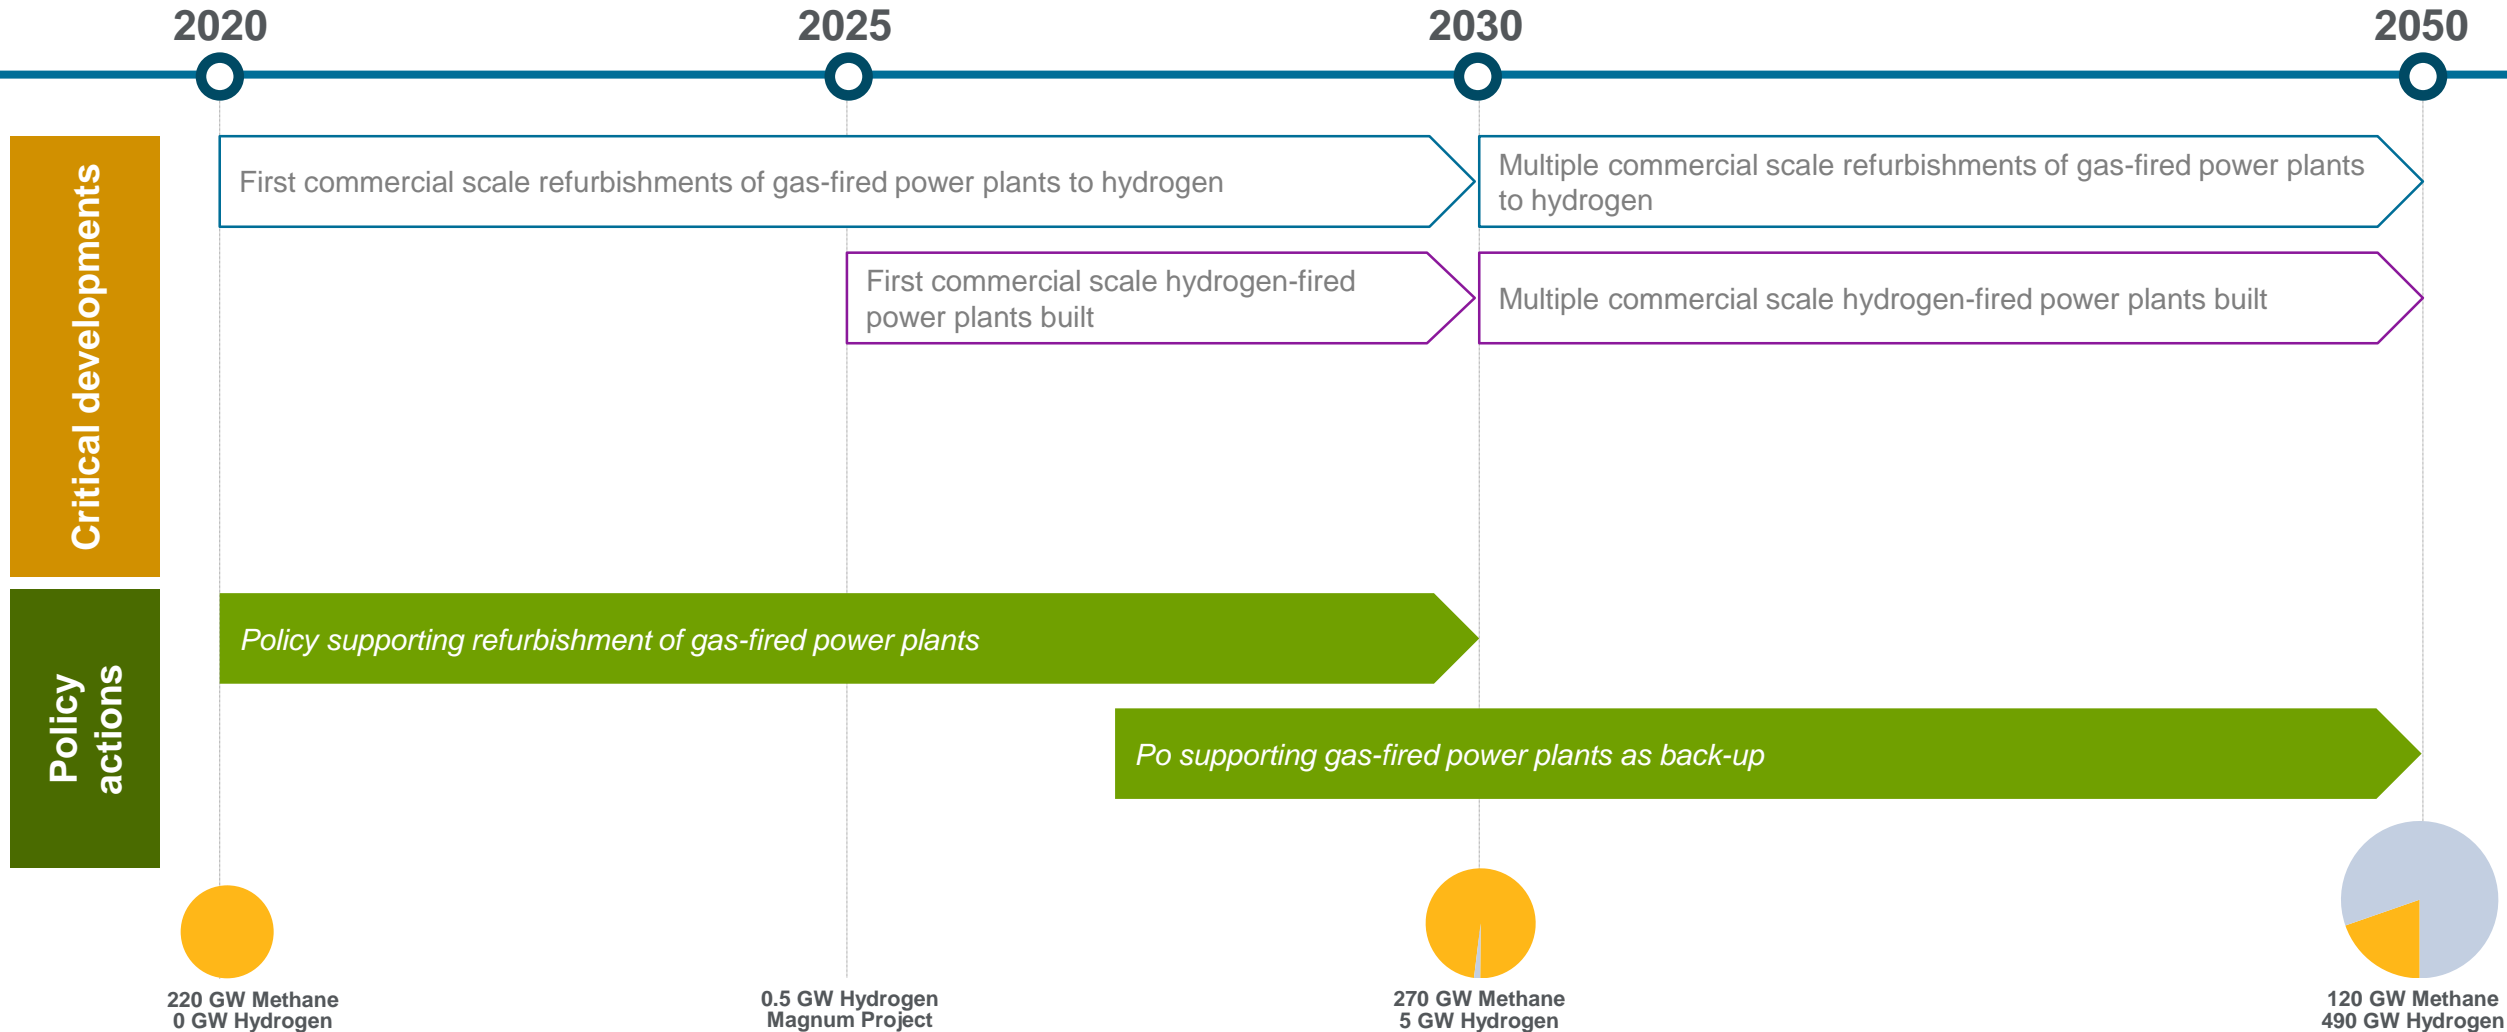 2020
2025
2030
2050
Critical developments
First commercial scale refurbishments of gas-fired power plants to hydrogen
Multiple commercial scale refurbishments of gas-fired power plants
to hydrogen
First commercial scale hydrogen-fired
power plants built
Multiple commercial scale hydrogen-fired power plants built
Policy
actions
Policy supporting refurbishment of gas-fired power plants
Po supporting gas-fired power plants as back-up
220 GW Methane
0 GW Hydrogen
0.5 GW Hydrogen
Magnum Project
270 GW Methane
5 GW Hydrogen
120 GW Methane
490 GW Hydrogen